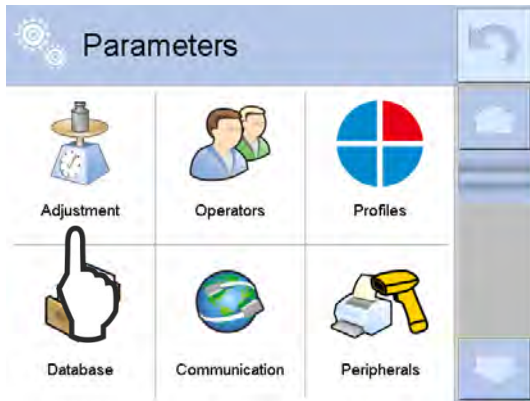 Parameters
Adjustment
Operators
Profiles
Database
Communication
Peripherals